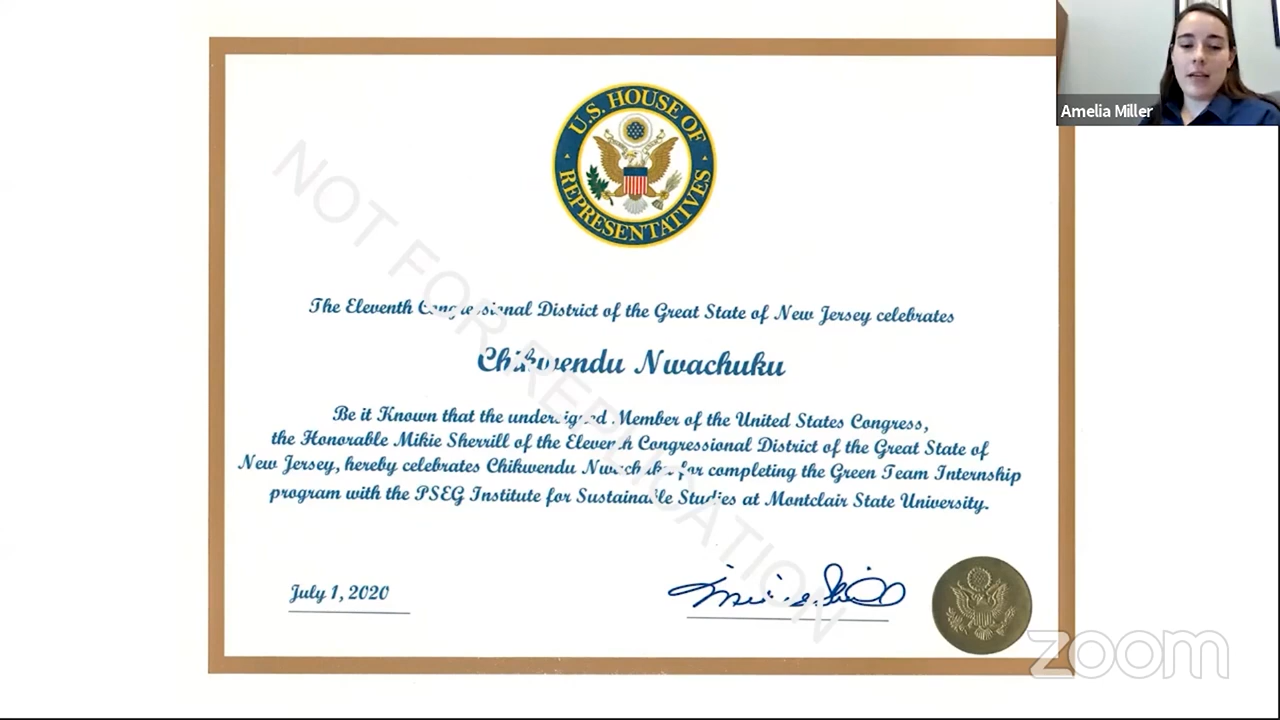 Amelia Miller
U.S. HOUSE OF
REPRESENTATIVES
NOT FOR REPLICATION
The Eleventh Congressional District of the Great State of New Jersey celebrates
Chikwendu Nwachuku
Be it Known that the undersigned Member of the United States Congress,
the Honorable Mikie Sherrill of the Eleventh Congressional District of the Great State of
New Jersey, hereby celebrates Chikwendu Nwachuku for completing the Green Team Internship
program with the PSEG Institute for Sustainable Studies at Montclair State University.
July 1, 2020
zoom